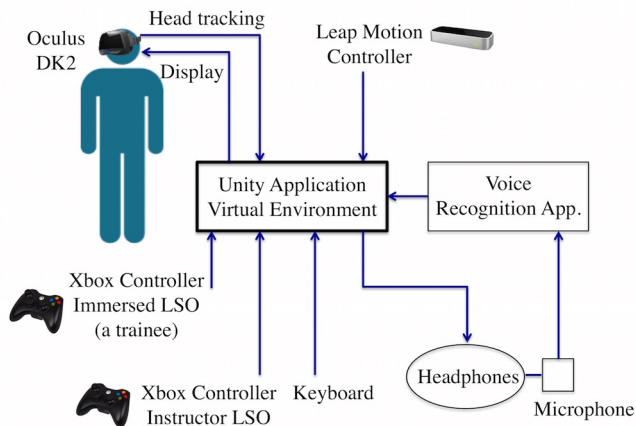 Head tracking
Oculus
DK2
Display
Leap Motion
Controller
Unity Application
Virtual Environment
Voice
Recognition App.
Xbox Controller
Immersed LSO
(a trainee)
Xbox Controller
Instructor LSO
Keyboard
Headphones
Microphone